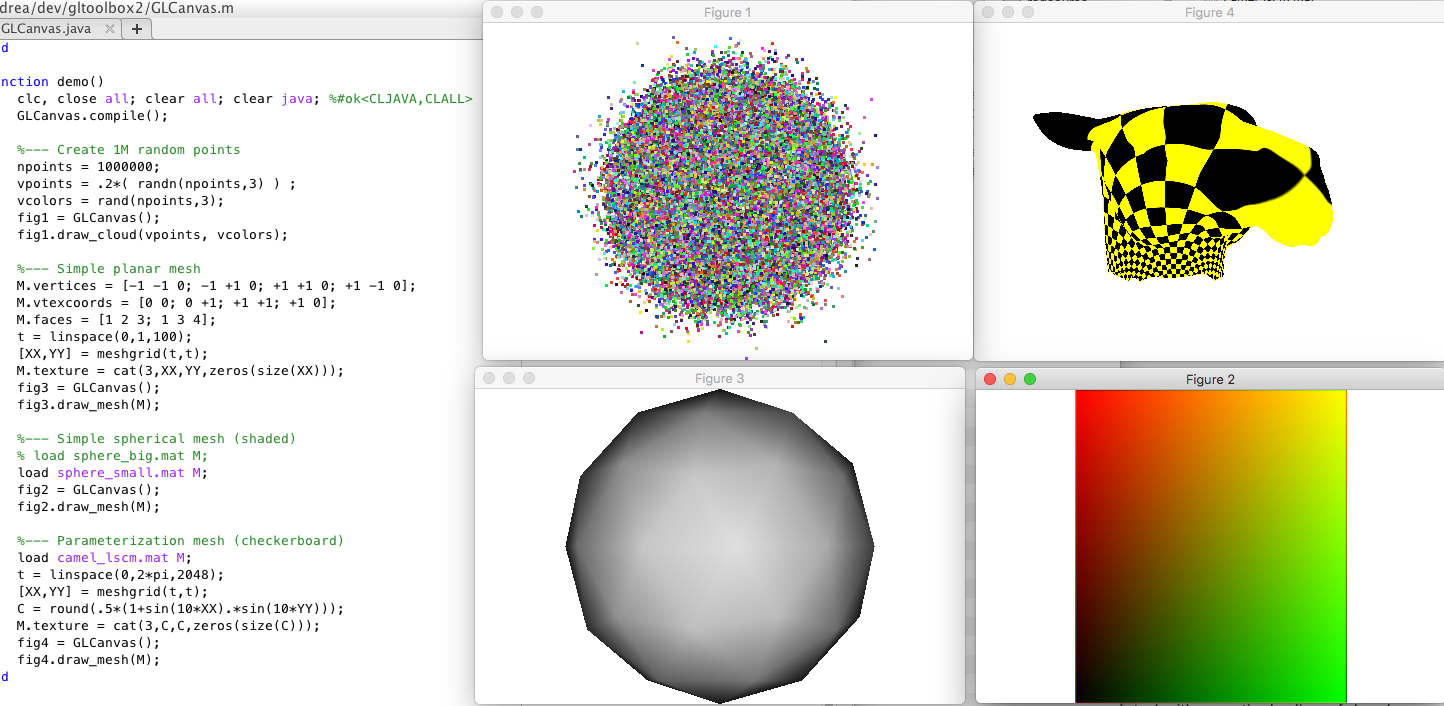 drea/dev/gltoolbox2/GLCanvas.m
GLCanvas.java × +
d
nction demo()
clc, close all; clear all; clear java; %#ok<CLJAVA,CLALL>
GLCanvas.compile();
%--- Create 1M random points
npoints = 1000000;
vpoints = .2*( randn(npoints,3) ) ;
vcolors = rand(npoints,3);
fig1 = GLCanvas();
fig1.draw_cloud(vpoints, vcolors);
%--- Simple planar mesh
M.vertices = [-1 -1 0; -1 +1 0; +1 +1 0; +1 -1 0];
M.vtexcoords = [0 0; 0 +1; +1 +1; +1 0];
M.faces = [1 2 3; 1 3 4];
t = linspace(0,1,100);
[XX,YY] = meshgrid(t,t);
M.texture = cat(3,XX,YY,zeros(size(XX)));
fig3 = GLCanvas();
fig3.draw_mesh(M);
%--- Simple spherical mesh (shaded)
% load sphere_big.mat M;
load sphere_small.mat M;
fig2 = GLCanvas();
fig2.draw_mesh(M);
%--- Parameterization mesh (checkerboard)
load camel_lscm.mat M;
t = linspace(0,2*pi,2048);
[XX,YY] = meshgrid(t,t);
C = round(.5*(1+sin(10*XX).*sin(10*YY)));
M.texture = cat(3,C,C,zeros(size(C)));
fig4 = GLCanvas();
fig4.draw_mesh(M);
d
Figure 1
Figure 4
Figure 3
Figure 2